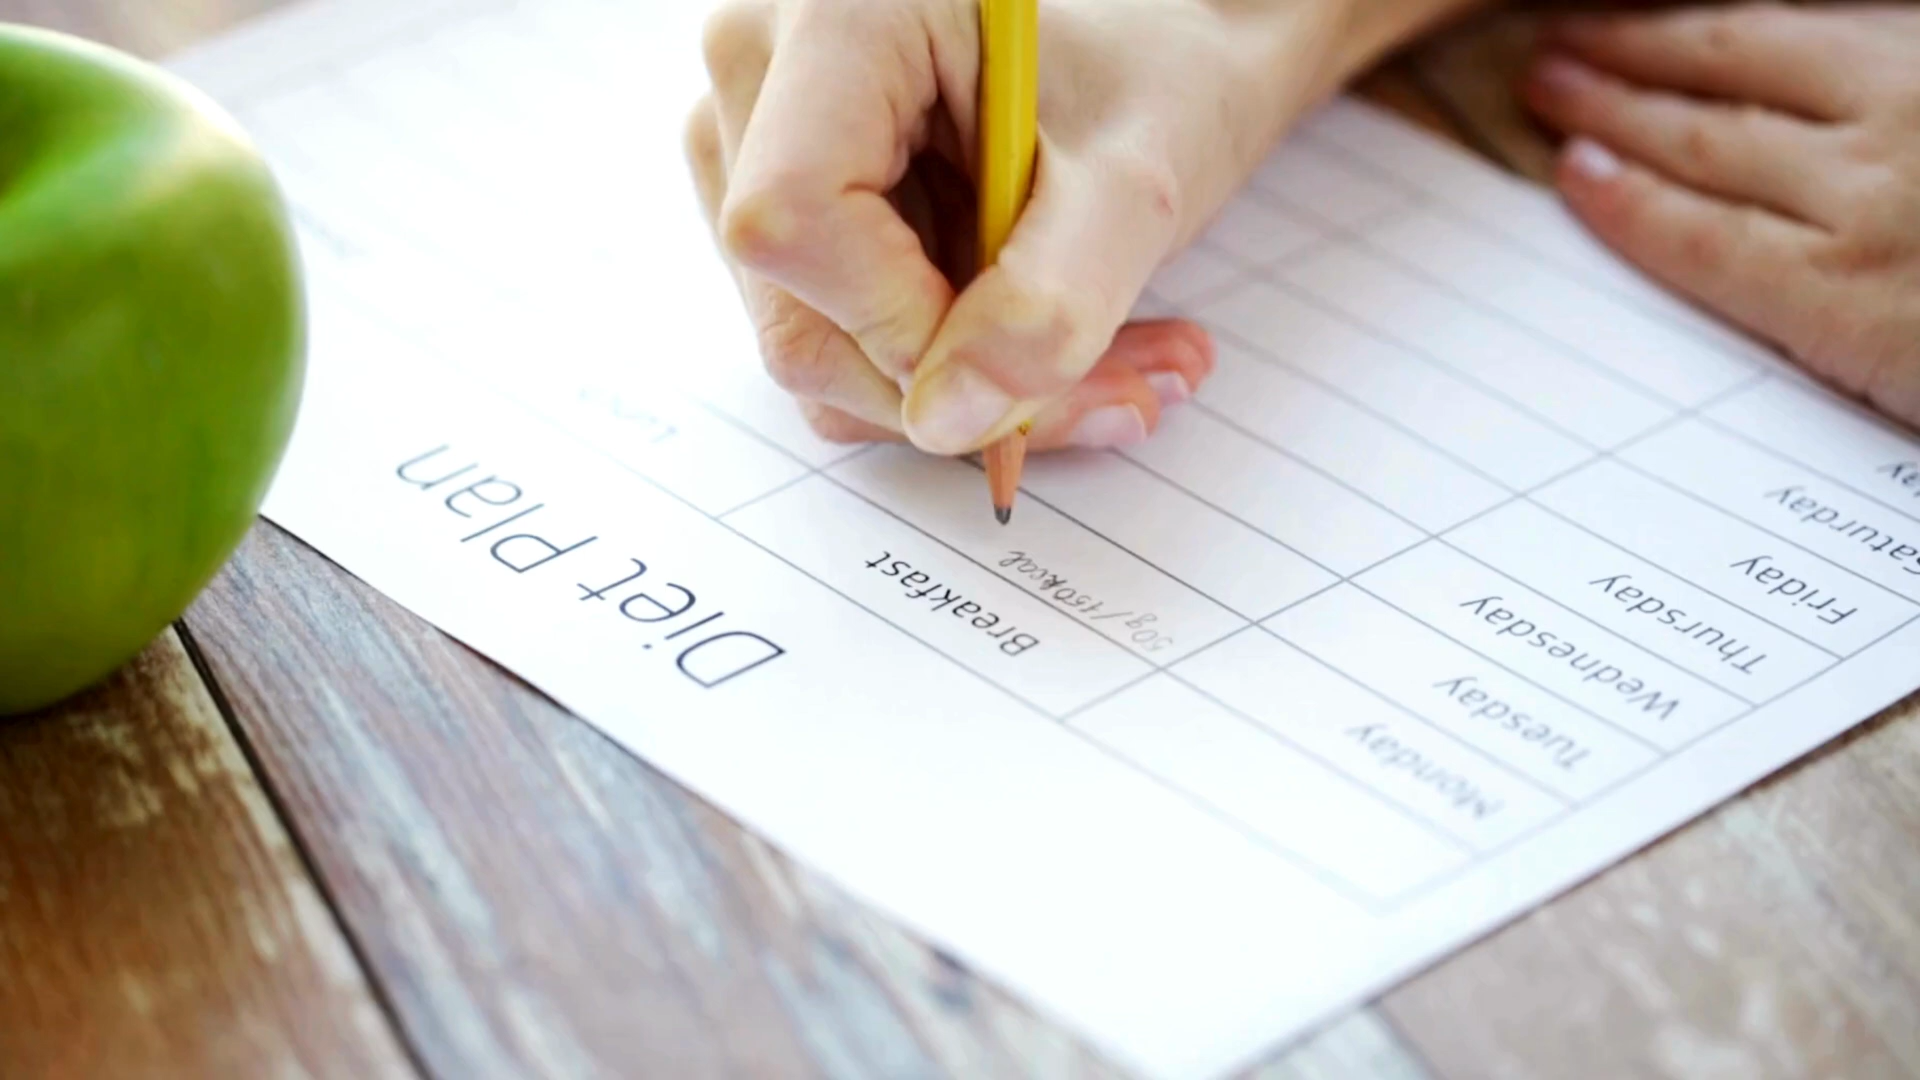 Diet Plan
Breakfast
Monday
50g/150kcal
Tuesday
Wednesday
Thursday
Friday
Saturday